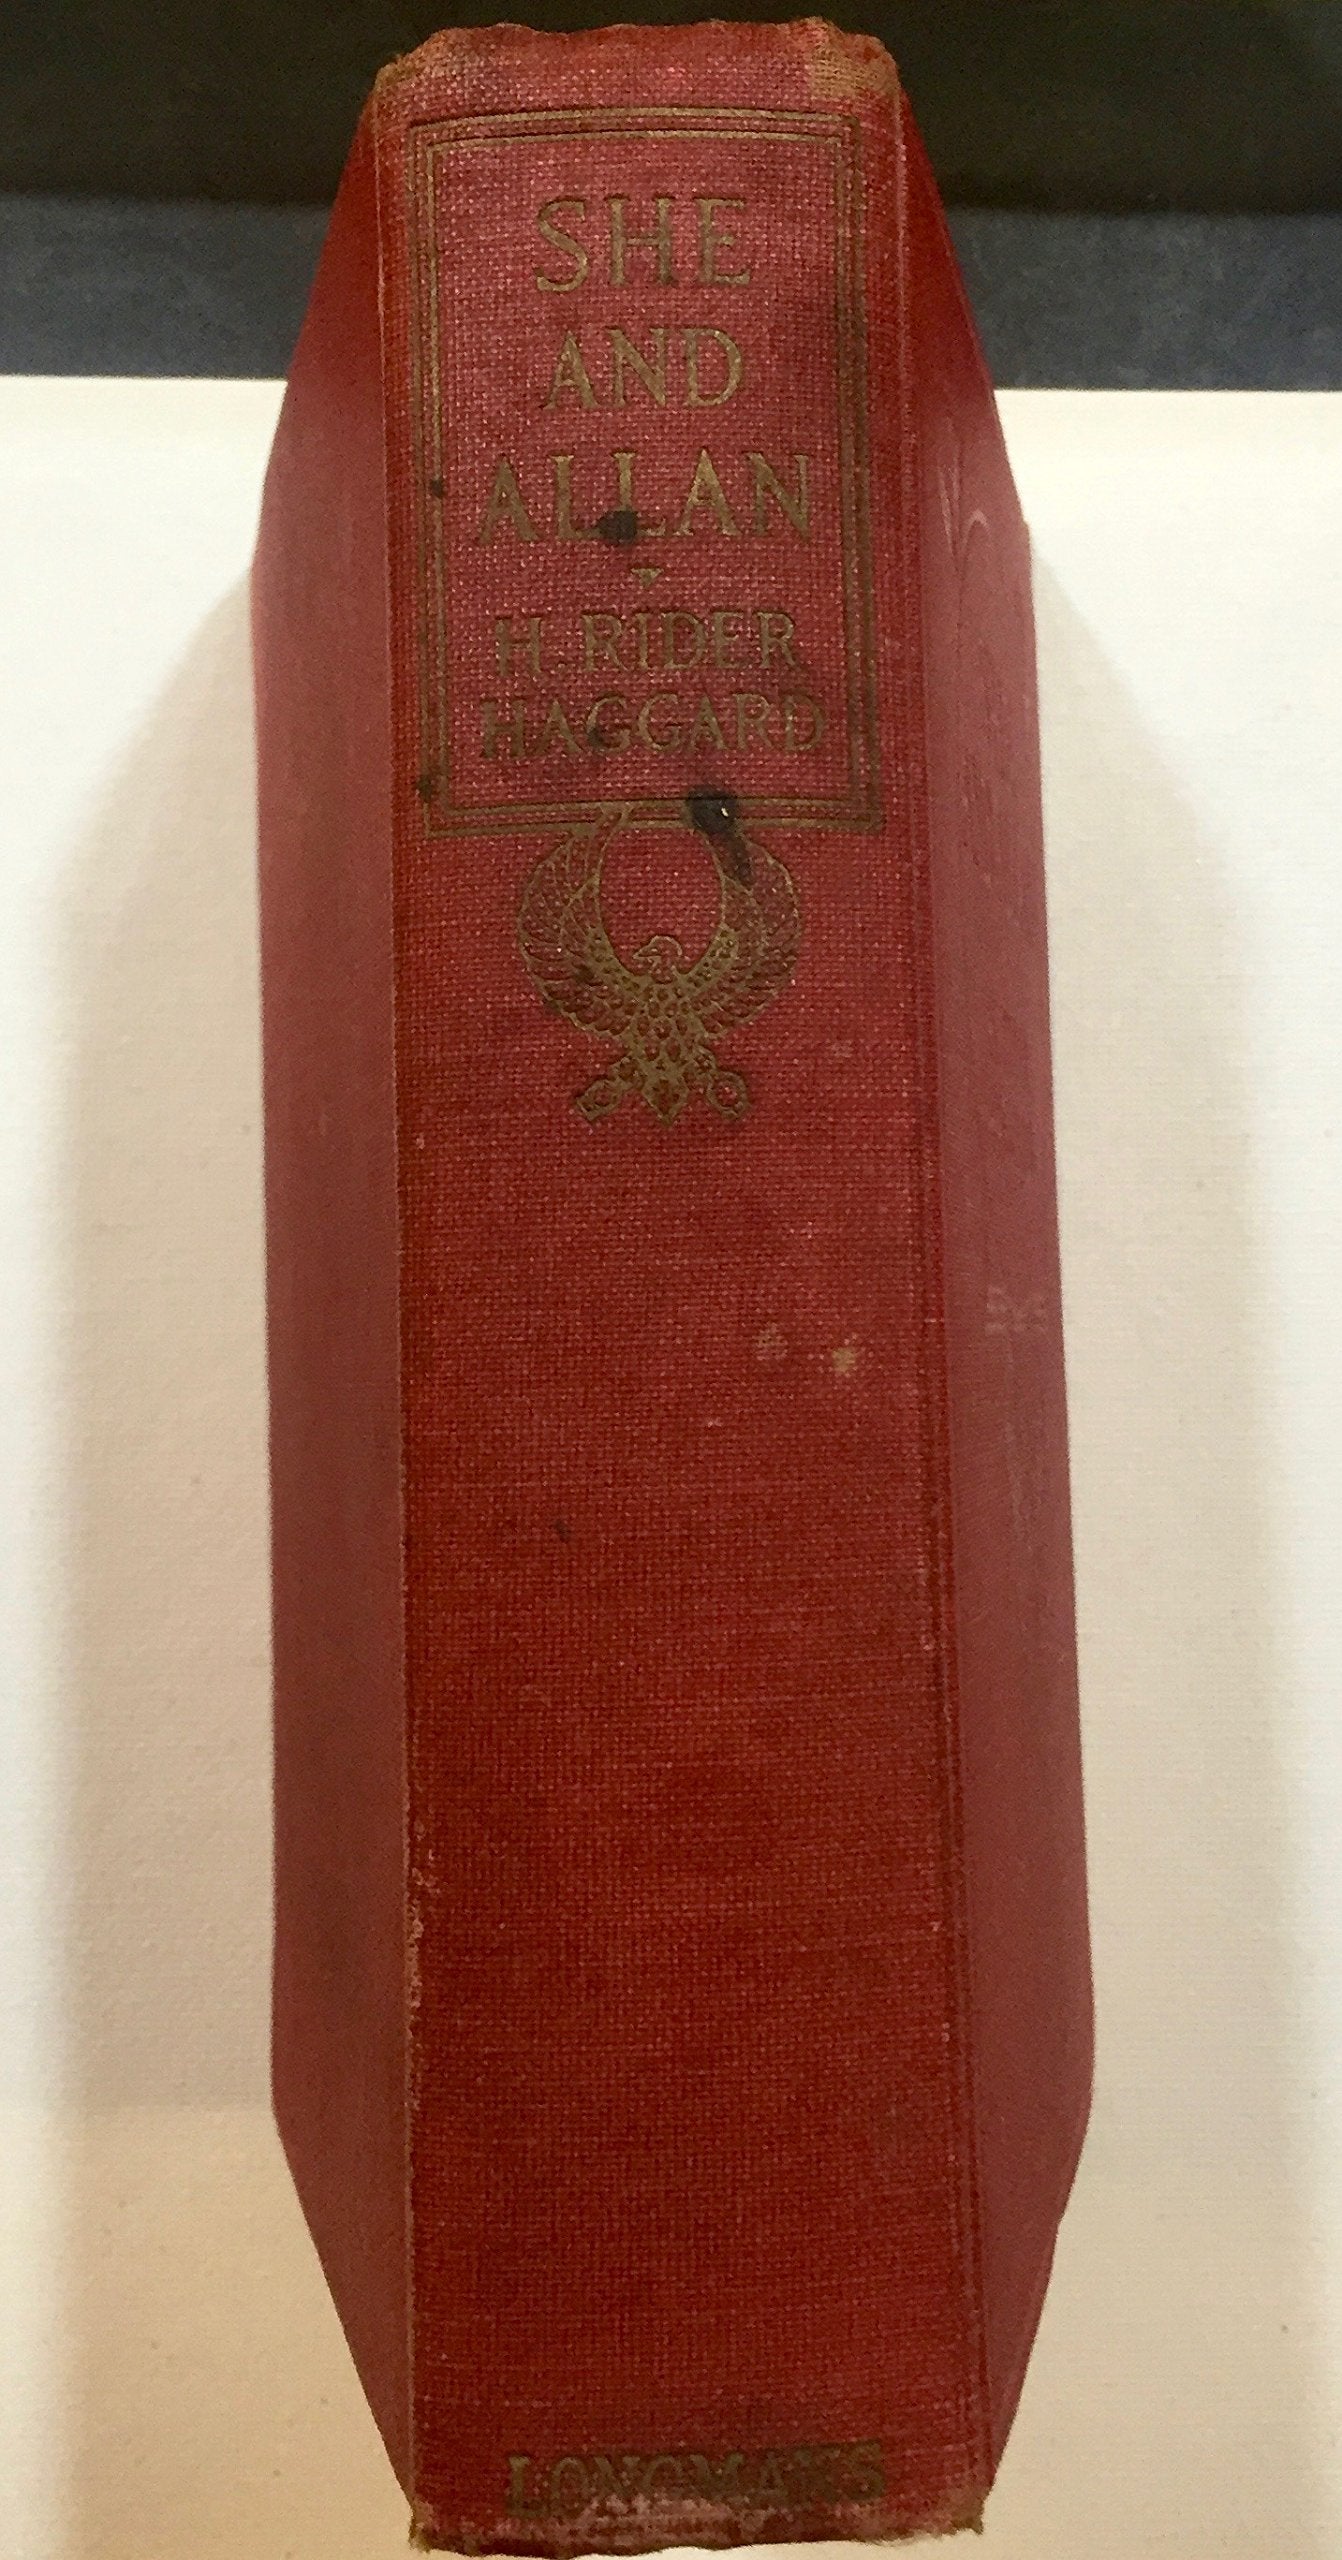 SHE
AND
ALLAN
H. RIDER
HAGGARD
LONGMANS